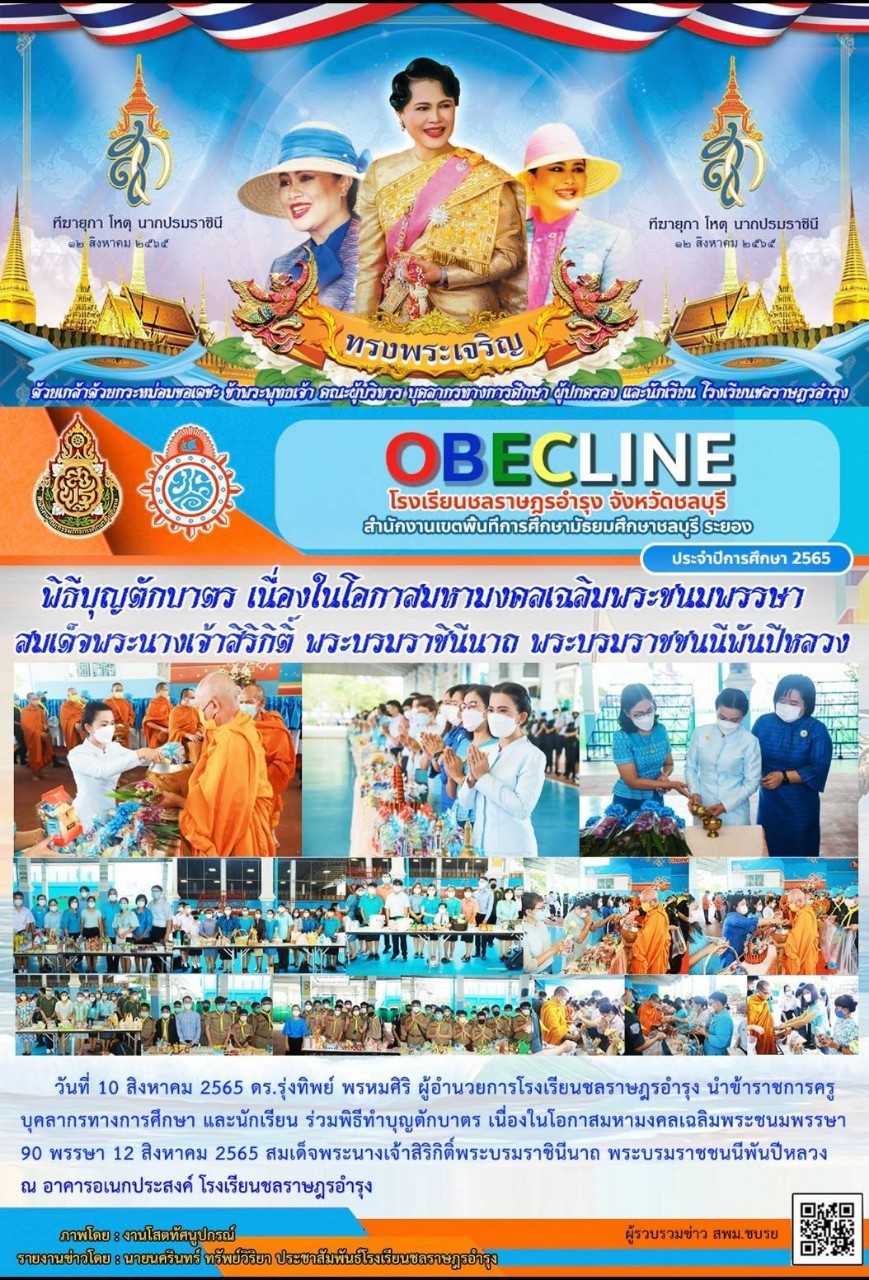 ทีฆายุกา โหตุ นาถปรมราชินี
๑๒ สิงหาคม ๒๕๖๕
ทีฆายุกา โหตุ นาถปรมราชินี
๑๒ สิงหาคม ๒๕๖๕
ทรงพระเจริญ
ด้วยเกล้าด้วยกระหม่อมขอเดชะ ข้าพระพุทธเจ้า คณะผู้บริหาร บุคลากรทางการศึกษา ผู้ปกครอง และนักเรียน โรงเรียนชลราษฎรอำรุง
OBECLINE
โรงเรียนชลราษฎรอำรุง จังหวัดชลบุรี
สำนักงานเขตพื้นที่การศึกษามัธยมศึกษาชลบุรี ระยอง
ประจำปีการศึกษา 2565
พิธีบุญตักบาตร เนื่องในโอกาสมหามงคลเฉลิมพระชนมพรรษา
สมเด็จพระนางเจ้าสิริกิติ์ พระบรมราชินีนาถ พระบรมราชชนนีพันปีหลวง
วันที่ 10 สิงหาคม 2565 ดร.รุ่งทิพย์ พรหมศิริ ผู้อำนวยการโรงเรียนชลราษฎรอำรุง นำข้าราชการครู
บุคลากรทางการศึกษา และนักเรียน ร่วมพิธีทำบุญตักบาตร เนื่องในโอกาสมหามงคลเฉลิมพระชนมพรรษา
90 พรรษา 12 สิงหาคม 2565 สมเด็จพระนางเจ้าสิริกิติ์พระบรมราชินีนาถ พระบรมราชชนนีพันปีหลวง
ณ อาคารอเนกประสงค์ โรงเรียนชลราษฎรอำรุง
ภาพโดย : งานโสตทัศนูปกรณ์
ผู้รวบรวมข่าว สพม.ชบรย
รายงานข่าวโดย : นายนครินทร์ ทรัพย์วิริยา ประชาสัมพันธ์โรงเรียนชลราษฎรอำรุง